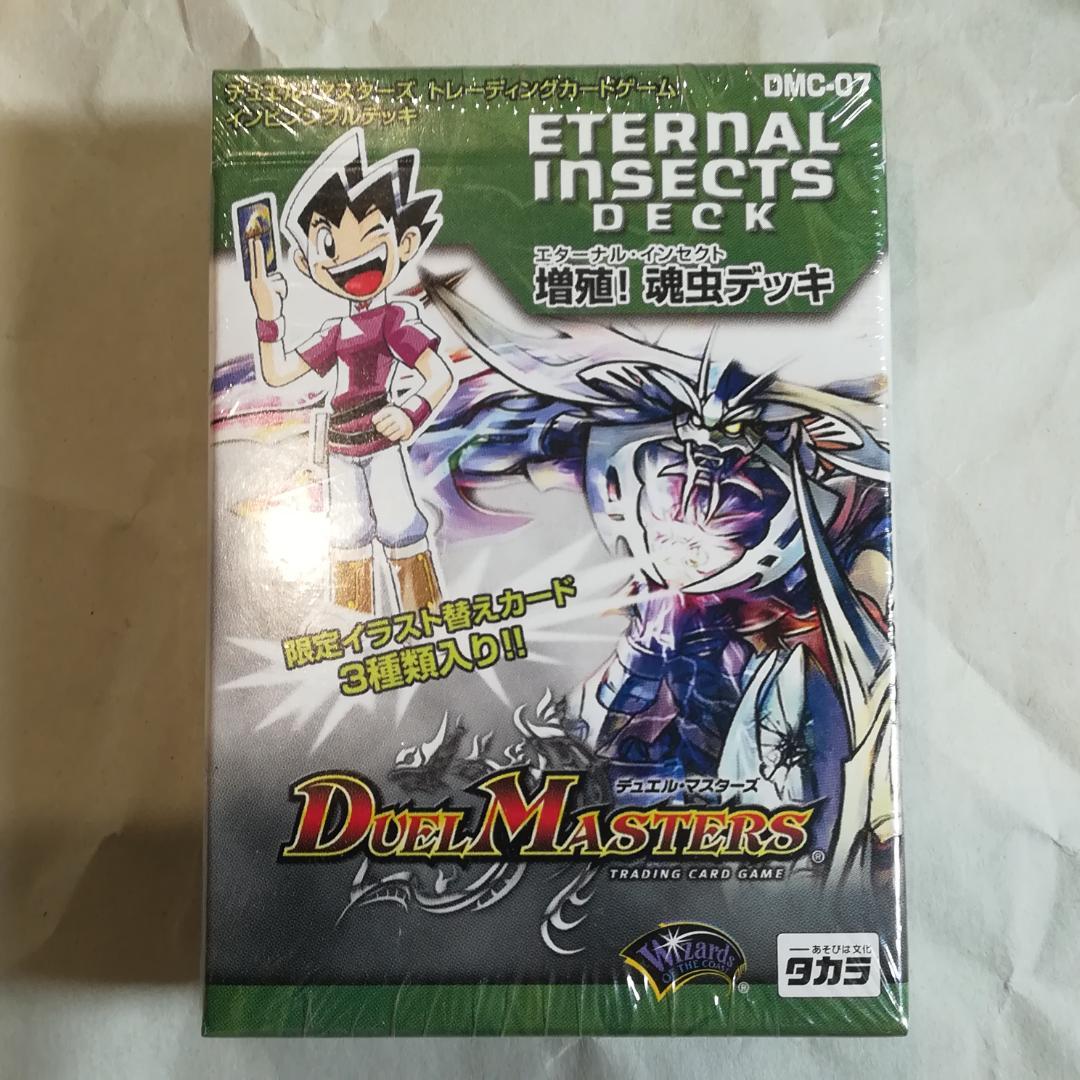 デュエル・マスターズ トレーディングカードゲーム
インビンシブルデッキ
DMC-07
ETERNAL
INSECTS
DECK
エターナル・インセクト
増殖! 魂虫デッキ
限定イラスト替えカード
3種類入り!!
デュエル・マスターズ
DUEL MASTERS®
TRADING CARD GAME
Wizards
OF THE COAST®
あそびは文化
タカラ